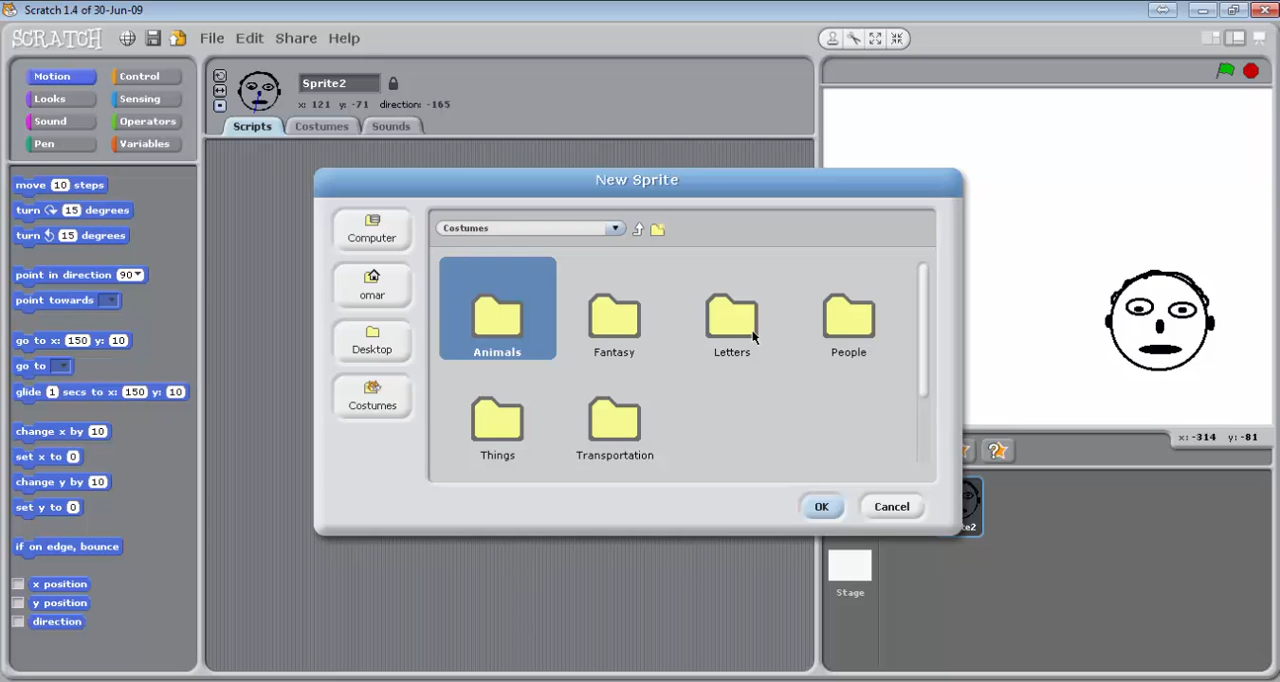 Scratch 1.4 of 30-Jun-09
SCRATCH File Edit Share Help
Motion Control
Looks Sensing
Sound Operators
Pen Variables
Sprite2
x: 121 y: -71 direction: -165
Scripts Costumes Sounds
move 10 steps
turn 15 degrees
turn 15 degrees
point in direction 90
point towards
go to x: 150 y: 10
go to
glide 1 secs to x: 150 y: 10
change x by 10
set x to 0
change y by 10
set y to 0
if on edge, bounce
x position
y position
direction
New Sprite
Computer
omar
Desktop
Costumes
Costumes
Animals Fantasy Letters People
Things Transportation
OK Cancel
x: -314 y: -81
te2
Stage